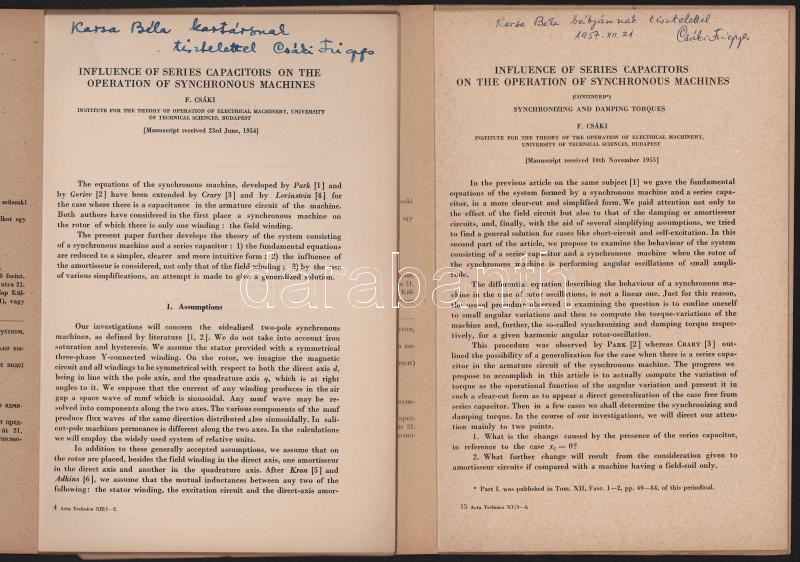 Karsa Béla kartársnak
tisztelettel Csáki Frigyes
INFLUENCE OF SERIES CAPACITORS ON THE
OPERATION OF SYNCHRONOUS MACHINES
F. CSÁKI
INSTITUTE FOR THE THEORY OF OPERATION OF ELECTRICAL MACHINERY, UNIVERSITY
OF TECHNICAL SCIENCES, BUDAPEST
[Manuscript received 23rd June, 1954]
The equations of the synchronous machine, developed by Park [1] and
by Goriev [2] have been extended by Crary [3] and by Levinstein [4] for
the case where there is a capacitance in the armature circuit of the machine.
Both authors have considered in the first place a synchronous machine on
the rotor of which there is only one winding : the field winding.
The present paper further develops the theory of the system consisting
of a synchronous machine and a series capacitor : 1) the fundamental equations
are reduced to a simpler, clearer and more intuitive form ; 2) the influence of
the amortisseur is considered, not only that of the field winding ; 3) by the use
of various simplifications, an attempt is made to give a generalized solution.
1. Assumptions
Our investigations will concern the «idealized two-pole synchronous
machines, as defined by literature [1, 2]. We do not take into account irou
saturation and hysteresis. We assume the stator provided with a symmetrical
three-phase Y-connected winding. On the rotor, we imagine the magnetic
circuit and all windings to be symmetrical with respect to both the direct axis d,
being in line with the pole axis, and the quadrature axis q, which is at right
angles to it. We suppose that the current of any winding produces in the air
gap a space wave of mmf which is sinusoidal. Any mmf wave may be re-
solved into components along the two axes. The various components of the mmf
produce flux waves of the same direction distributed also sinusoidally. In sali-
ent-pole machines permeance is different along the two axes. In the calculations
we will employ the widely used system of relative units.
In addition to these generally accepted assumptions, we assume that on
the rotor are placed, besides the field winding in the direct axis, one amortisseur
in the direct axis and another in the quadrature axis. After Kron [5] and
Adkins [6], we assume that the mutual inductances between any two of the
following : the stator winding, the excitation circuit and the direct-axis amor-
4 Acta Technica XII/1—2.
Karsa Béla bátyámnak tisztelettel
1957. XII. 21 Csáki Frigyes
INFLUENCE OF SERIES CAPACITORS
ON THE OPERATION OF SYNCHRONOUS MACHINES
(CONTINUED*)
SYNCHRONIZING AND DAMPING TORQUES
F. CSÁKI
INSTITUTE FOR THE THEORY OF THE OPERATION OF ELECTRICAL MACHINERY,
UNIVERSITY OF TECHNICAL SCIENCES, BUDAPEST
[Manuscript received 10th November 1955]
In the previous article on the same subject [1] we gave the fundamental
equations of the system formed by a synchronous machine and a series capa-
citor, in a more clear-cut and simplified form. We paid attention not only to
the effect of the field circuit but also to that of the damping or amortisseur
circuits, and, finally, with the aid of several simplifying assumptions, we tried
to find a general solution for cases like short-circuit and self-excitation. In this
second part of the article, we propose to examine the behaviour of the system
consisting of a series capacitor and a synchronous machine when the rotor of
the synchronous machine is performing angular oscillations of small ampli-
tude.
The differential equation describing the behaviour of a synchronous ma-
chine in the case of rotor oscillations, is not a linear one. Just for this reason,
the usual procedure observed in examining the question is to confine oneself
to small angular variations and then to compute the torque-variations of the
machine and, further, the so-called synchronizing and damping torque respec-
tively, for a given harmonic angular rotor-oscillation.
This procedure was observed by PARK [2] whereas CRARY [3] out-
lined the possibility of a generalization for the case when there is a series capa-
citor in the armature circuit of the synchronous machine. The progress we
propose to accomplish in this article is to actually compute the variation of
torque as the operational function of the angular variation and present it in
such a clear-cut form as to appear a direct generalization of the case free from
series capacitor. Then in a few cases we shall determine the synchronizing and
damping torque. In the course of our investigations, we will direct our atten-
tion mainly to two points.
1. What is the change caused by the presence of the series capacitor,
in reference to the case xc = 0?
2. What further change will result from the consideration given to
amortisseur circuits if compared with a machine having a field-coil only.
* Part I. was published in Tom. XII, Fasc. 1—2, pp. 49—84, of this periodical.
15 Acta Technica XV/3—4.
darabanth